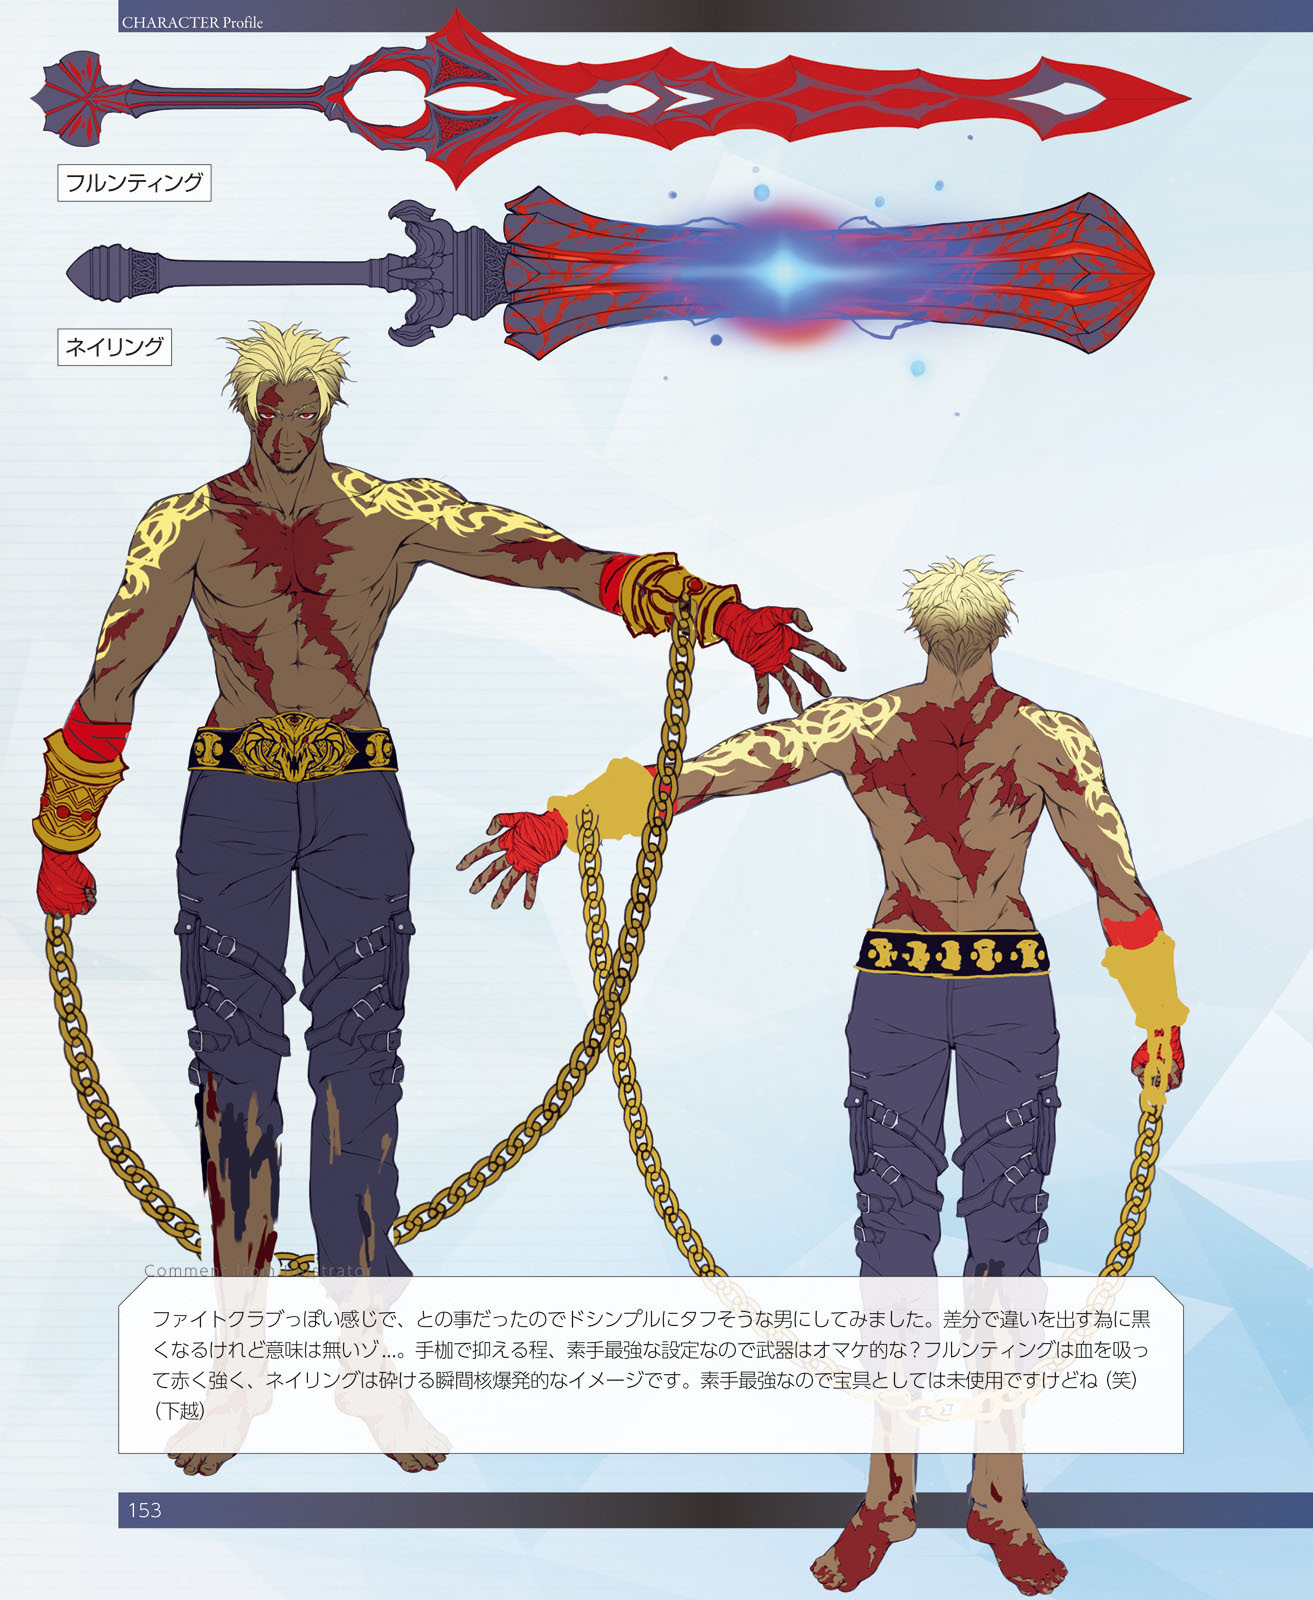 CHARACTER Profile
フルンティング
ネイリング
Comment from Illustrator
ファイトクラブっぽい感じで、との事だったのでドシンプルにタフそうな男にしてみました。差分で違いを出す為に黒
くなるけれど意味は無いゾ…。手枷で抑える程、素手最強な設定なので武器はオマケ的な？フルンティングは血を吸っ
て赤く強く、ネイリングは砕ける瞬間核爆発的なイメージです。素手最強なので宝具としては未使用ですけどね（笑）
（下越）
153